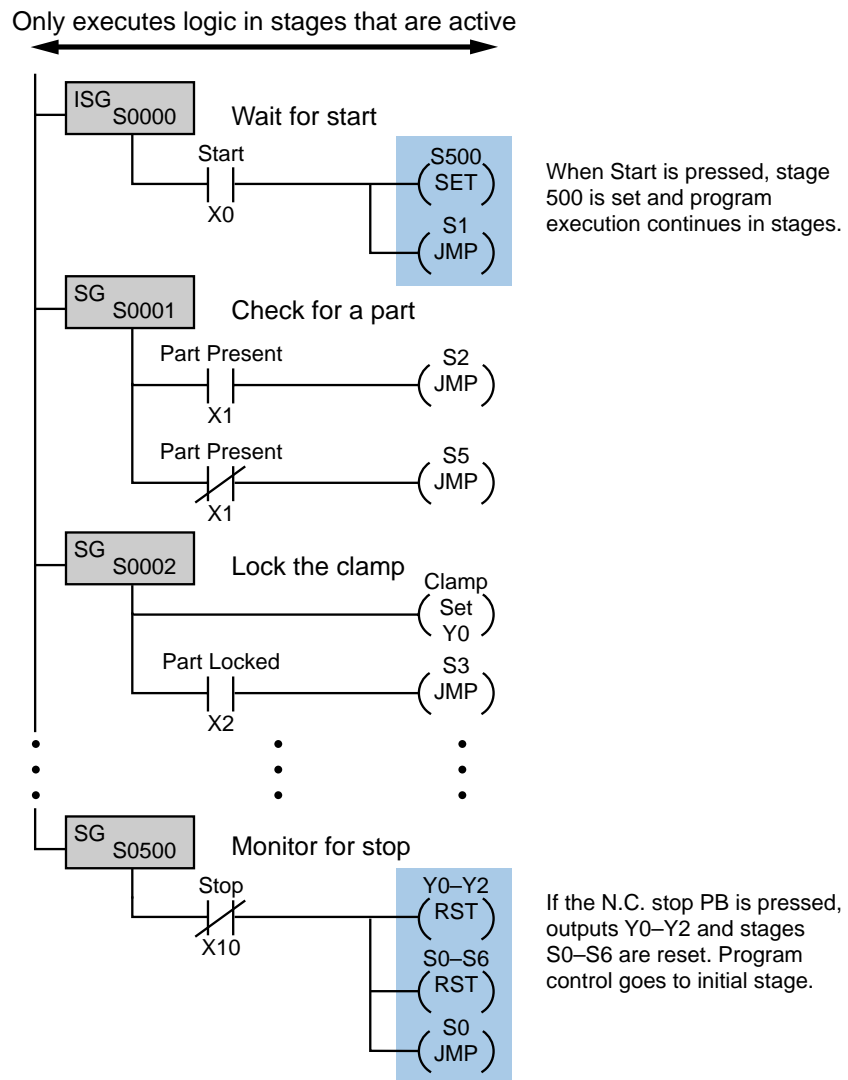 Only executes logic in stages that are active
ISG
S0000
Wait for start
Start
X0
S500
SET
S1
JMP
When Start is pressed, stage
500 is set and program
execution continues in stages.
SG
S0001
Check for a part
Part Present
X1
S2
JMP
Part Present
X1
S5
JMP
SG
S0002
Lock the clamp
Clamp
Set
Y0
Part Locked
X2
S3
JMP
SG
S0500
Monitor for stop
Stop
X10
Y0–Y2
RST
S0–S6
RST
S0
JMP
If the N.C. stop PB is pressed,
outputs Y0–Y2 and stages
S0–S6 are reset. Program
control goes to initial stage.